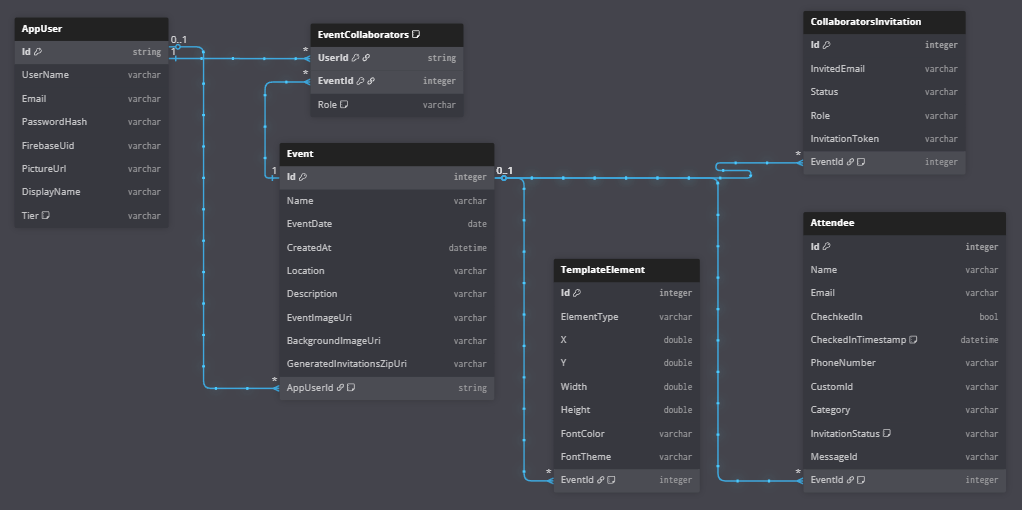 AppUser
Id string
UserName varchar
Email varchar
PasswordHash varchar
FirebaseUid varchar
PictureUrl varchar
DisplayName varchar
Tier varchar
0..1
1
*
*
EventCollaborators
UserId string
EventId integer
Role varchar
1
*
Event
Id integer
Name varchar
EventDate date
CreatedAt datetime
Location varchar
Description varchar
EventImageUri varchar
BackgroundImageUri varchar
GeneratedInvitationsZipUri varchar
AppUserId string
0..1
*
TemplateElement
Id integer
ElementType varchar
X double
Y double
Width double
Height double
FontColor varchar
FontTheme varchar
EventId integer
*
CollaboratorsInvitation
Id integer
InvitedEmail varchar
Status varchar
Role varchar
InvitationToken varchar
EventId integer
*
Attendee
Id integer
Name varchar
Email varchar
ChechkedIn bool
CheckedInTimestamp datetime
PhoneNumber varchar
CustomId varchar
Category varchar
InvitationStatus varchar
MessageId varchar
EventId integer